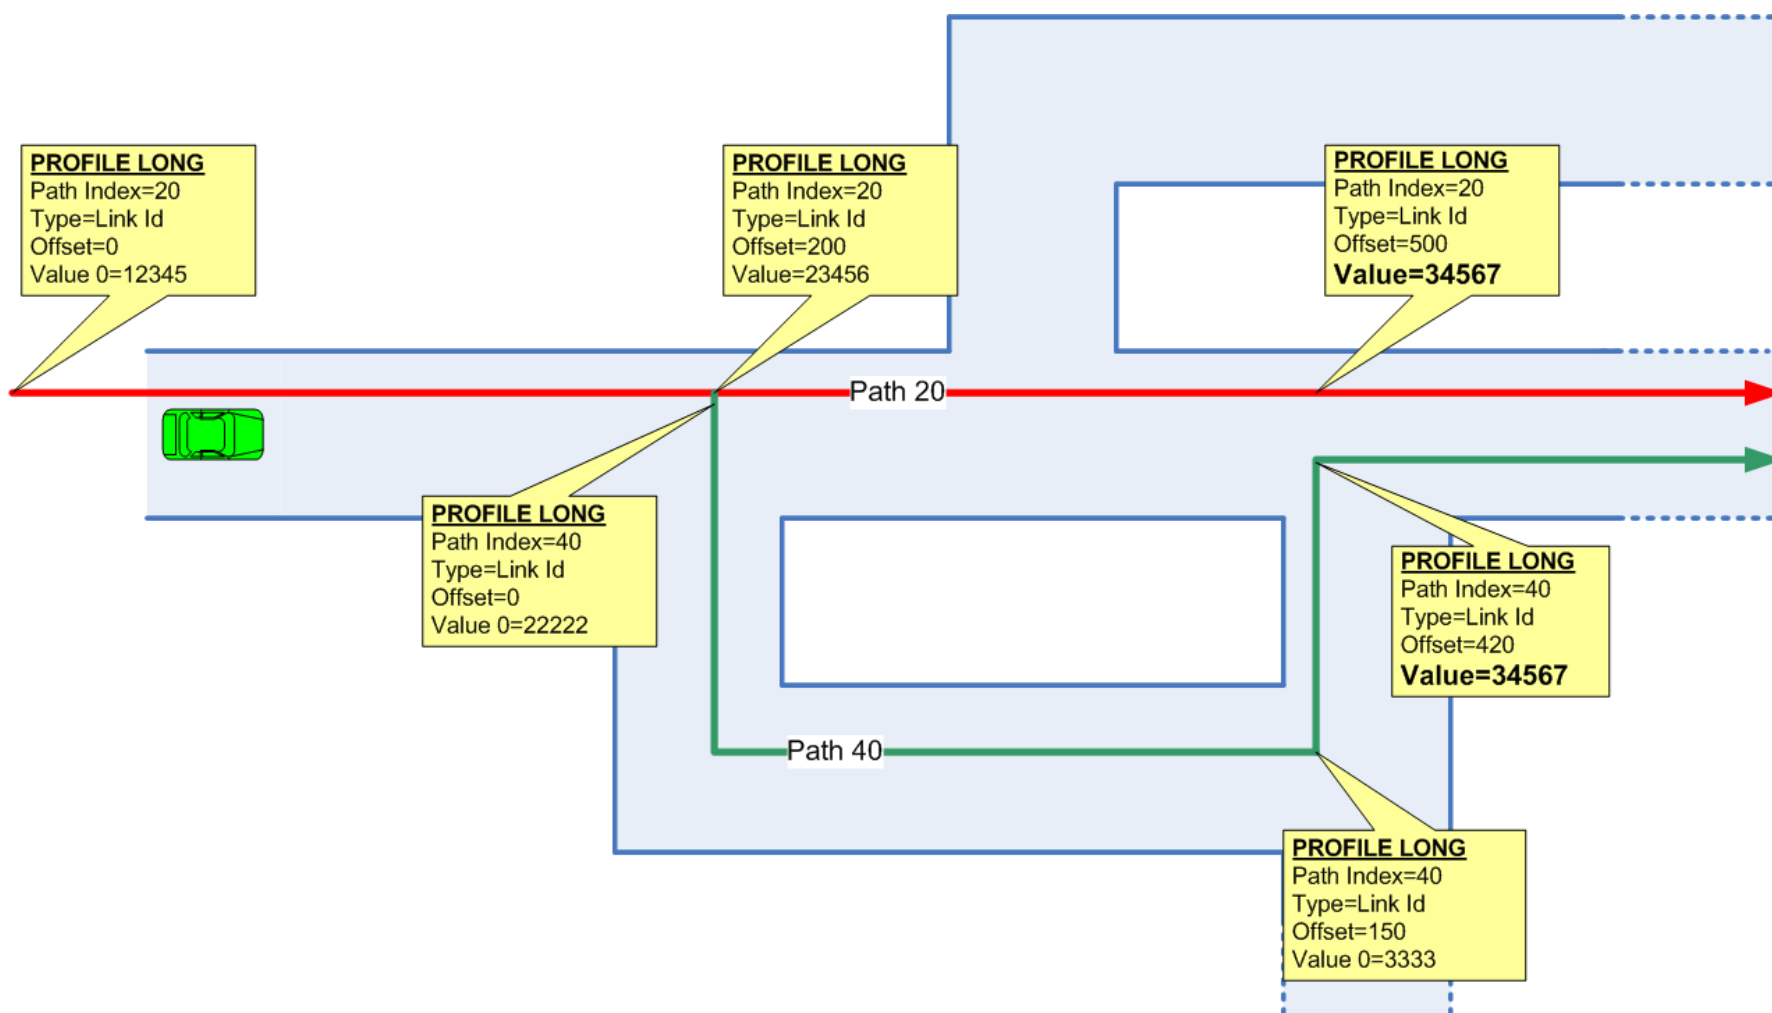 PROFILE LONG
Path Index=20
Type=Link Id
Offset=0
Value 0=12345
PROFILE LONG
Path Index=20
Type=Link Id
Offset=200
Value=23456
PROFILE LONG
Path Index=20
Type=Link Id
Offset=500
Value=34567
Path 20
PROFILE LONG
Path Index=40
Type=Link Id
Offset=0
Value 0=22222
PROFILE LONG
Path Index=40
Type=Link Id
Offset=420
Value=34567
Path 40
PROFILE LONG
Path Index=40
Type=Link Id
Offset=150
Value 0=3333